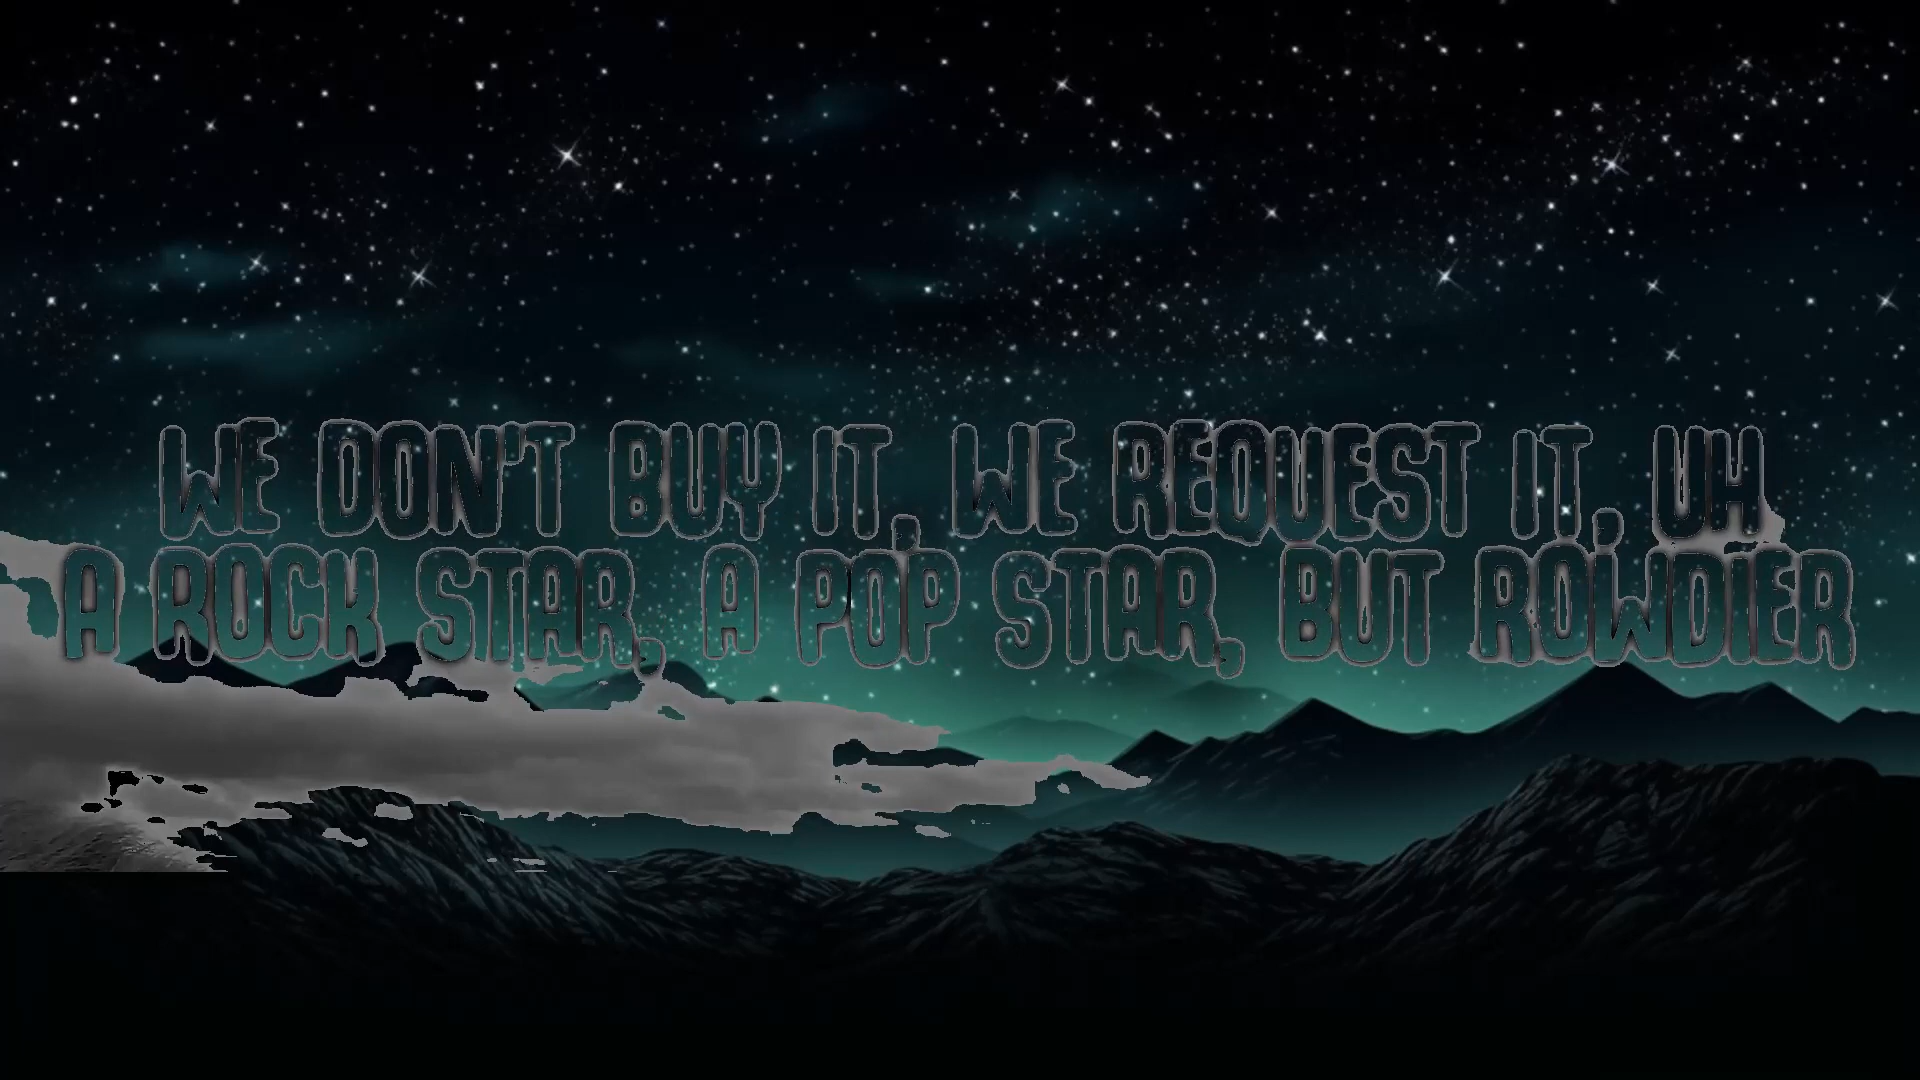 WE DON'T BUY IT, WE REQUEST IT, UH
A ROCK STAR, A POP STAR, BUT ROWDIER